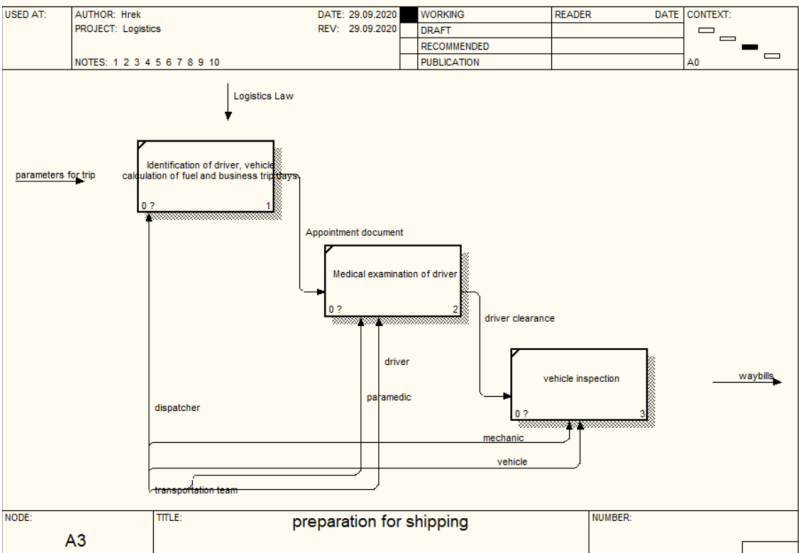 USED AT:
AUTHOR: Hrek
DATE: 29.09.2020
WORKING
READER
DATE
CONTEXT:
PROJECT: Logistics
REV: 29.09.2020
DRAFT
RECOMMENDED
NOTES: 1 2 3 4 5 6 7 8 9 10
PUBLICATION
A0
Logistics Law
parameters for trip
Identification of driver, vehicle
calculation of fuel and business trip days
0 ?
1
Appointment document
Medical examination of driver
0 ?
2
driver clearance
driver
paramedic
vehicle inspection
0 ?
3
waybills
dispatcher
mechanic
vehicle
transportation team
NODE:
A3
TITLE:
preparation for shipping
NUMBER: